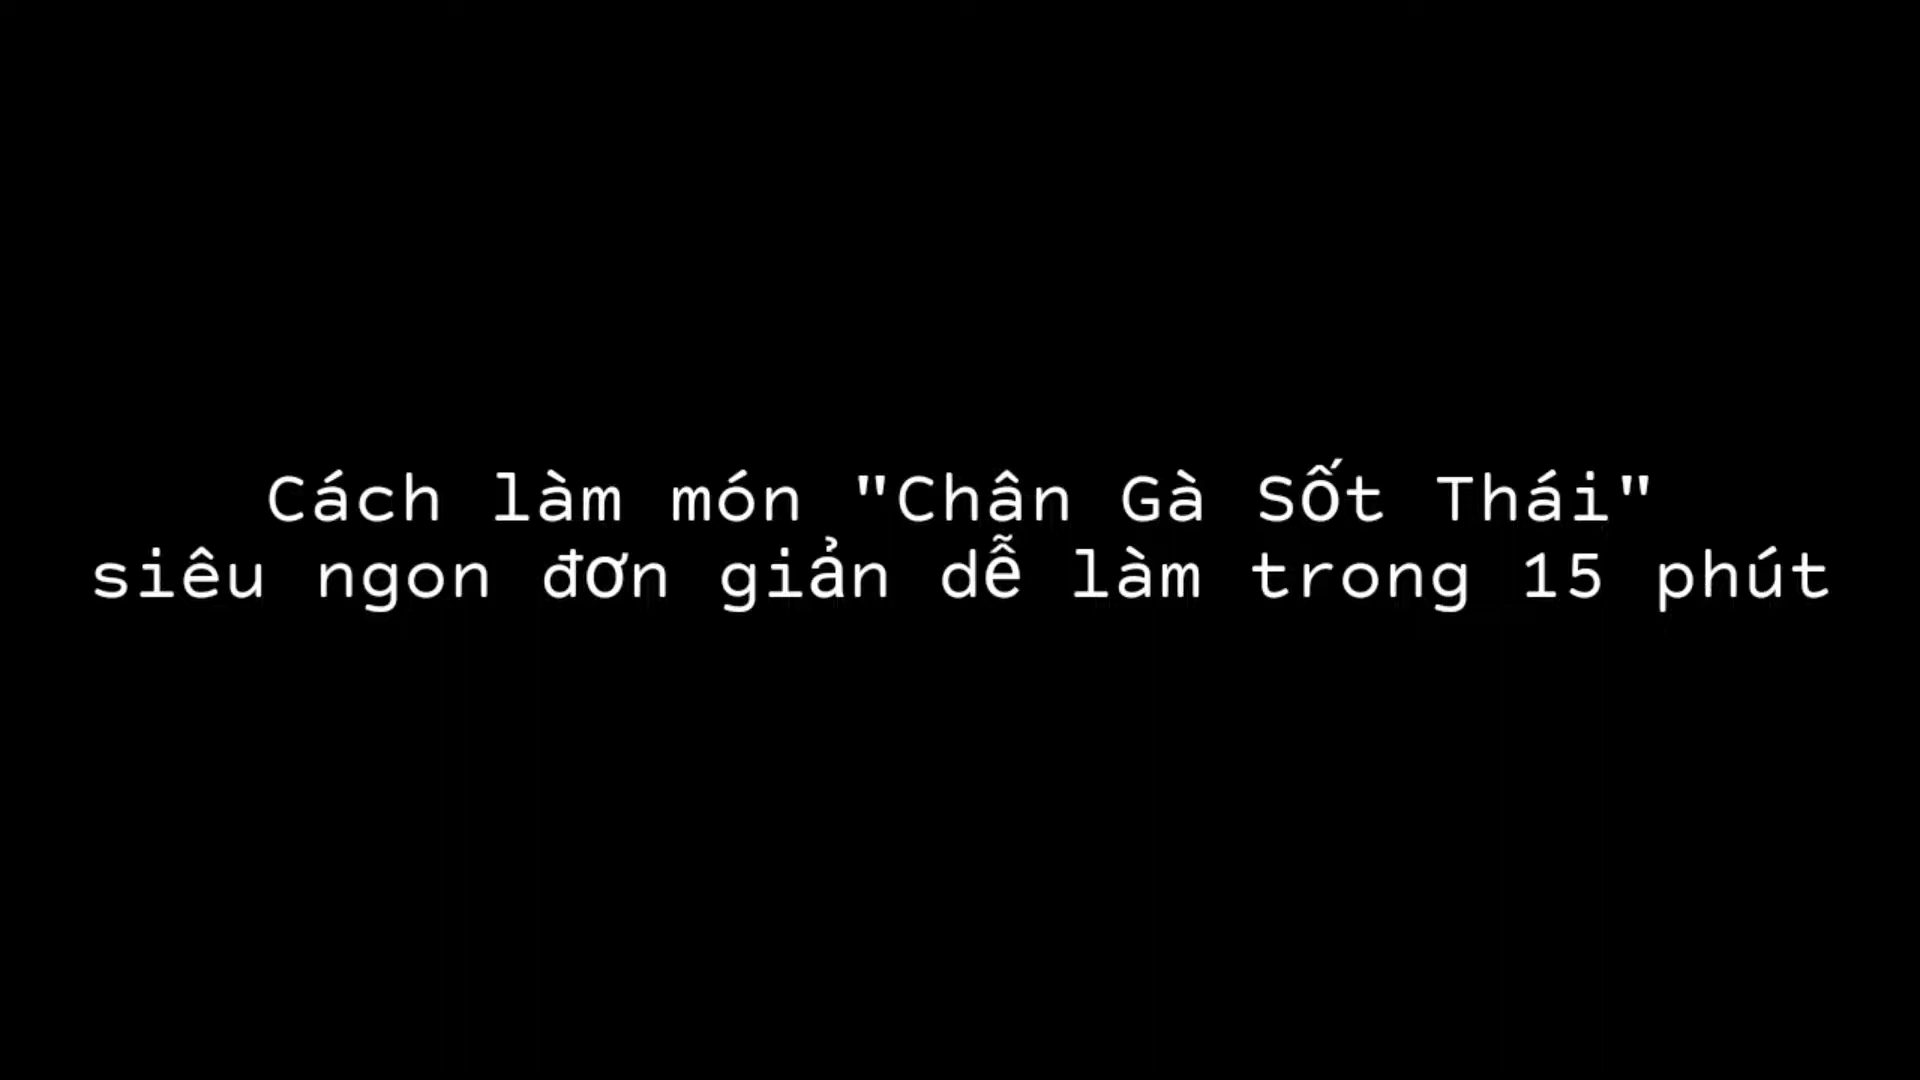 Cách làm món "Chân Gà Sốt Thái"
siêu ngon đơn giản dễ làm trong 15 phút